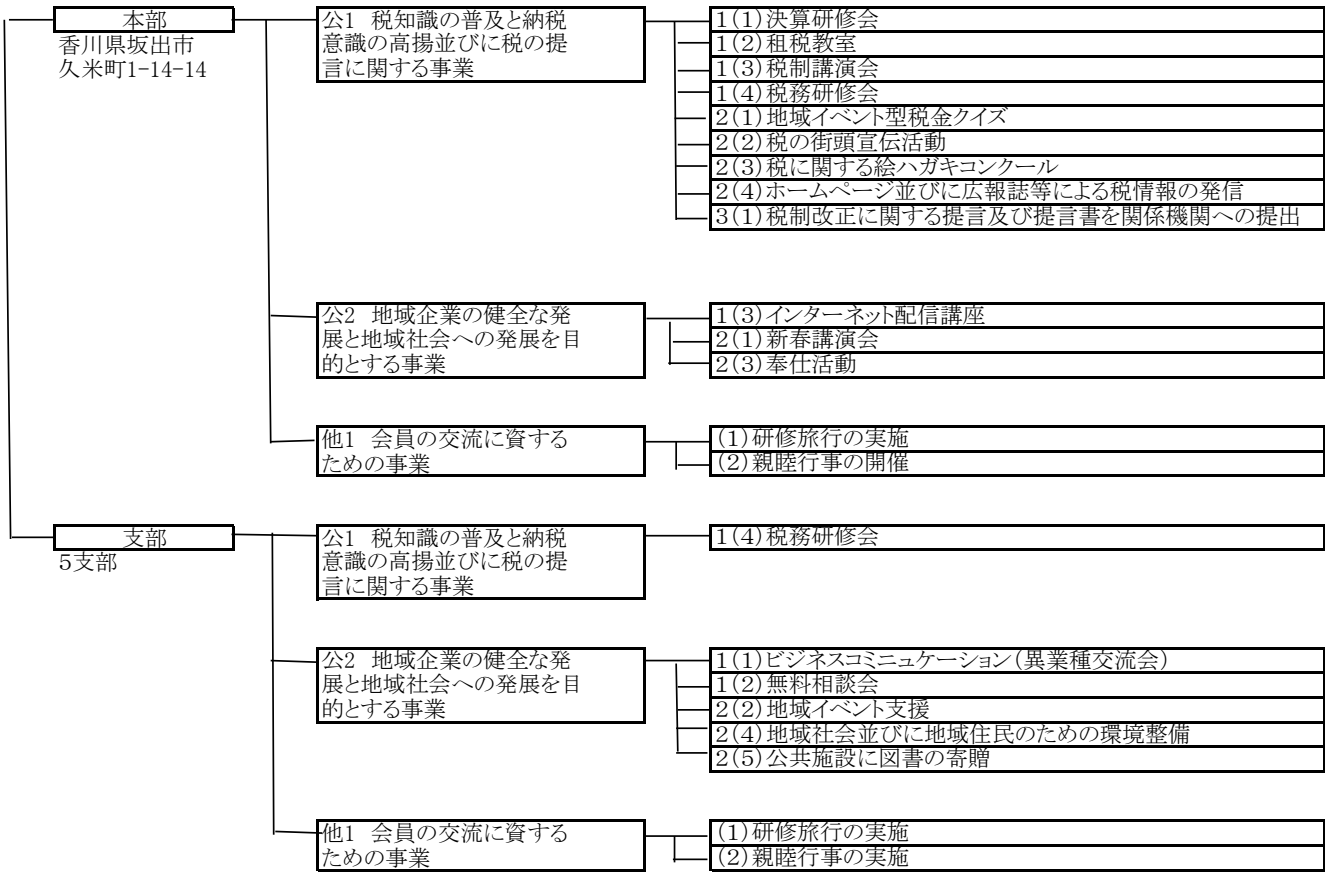 本部
香川県坂出市
久米町1-14-14
公1 税知識の普及と納税
意識の高揚並びに税の提
言に関する事業
1(1)決算研修会
1(2)租税教室
1(3)税制講演会
1(4)税務研修会
2(1)地域イベント型税金クイズ
2(2)税の街頭宣伝活動
2(3)税に関する絵ハガキコンクール
2(4)ホームページ並びに広報誌等による税情報の発信
3(1)税制改正に関する提言及び提言書を関係機関への提出
公2 地域企業の健全な発
展と地域社会への発展を目
的とする事業
1(3)インターネット配信講座
2(1)新春講演会
2(3)奉仕活動
他1 会員の交流に資する
ための事業
(1)研修旅行の実施
(2)親睦行事の開催
支部
5支部
公1 税知識の普及と納税
意識の高揚並びに税の提
言に関する事業
1(4)税務研修会
公2 地域企業の健全な発
展と地域社会への発展を目
的とする事業
1(1)ビジネスコミニュケーション(異業種交流会)
1(2)無料相談会
2(2)地域イベント支援
2(4)地域社会並びに地域住民のための環境整備
2(5)公共施設に図書の寄贈
他1 会員の交流に資する
ための事業
(1)研修旅行の実施
(2)親睦行事の実施